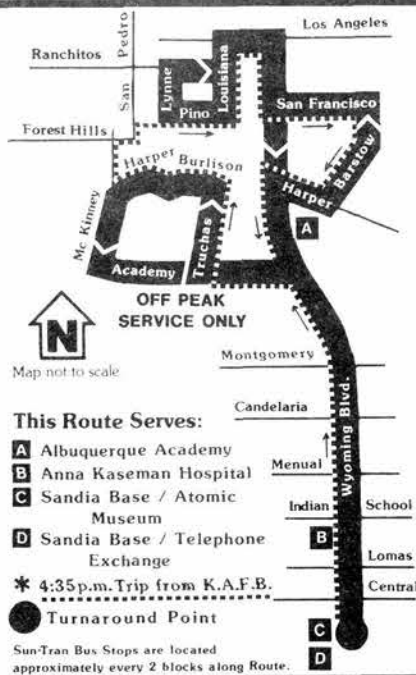 Los Angeles
San Pedro
Ranchitos
Lynne
Louisiana
Pino
San Francisco
Forest Hills
Harper
Burlison
Harper
Barstow
A
Mc Kinney
Academy
Truchas
OFF PEAK
SERVICE ONLY
N
Map not to scale
Montgomery
Candelaria
Wyoming Blvd.
Menual
Indian School
B
Lomas
Central
C
D
This Route Serves:
A Albuquerque Academy
B Anna Kaseman Hospital
C Sandia Base / Atomic
Museum
D Sandia Base / Telephone
Exchange
* 4:35p.m. Trip from K.A.F.B.
Turnaround Point
Sun-Tran Bus Stops are located
approximately every 2 blocks along Route.